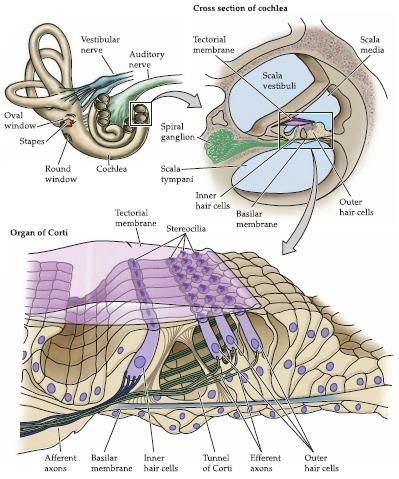 Cross section of cochlea
Vestibular
nerve
Auditory
nerve
Oval
window
Stapes
Round
window
Cochlea
Tectorial
membrane
Scala
media
Scala
vestibuli
Spiral
ganglion
Scala
tympani
Inner
hair cells
Basilar
membrane
Outer
hair cells
Organ of Corti
Tectorial
membrane
Stereocilia
Afferent
axons
Basilar
membrane
Inner
hair cells
Tunnel
of Corti
Efferent
axons
Outer
hair cells